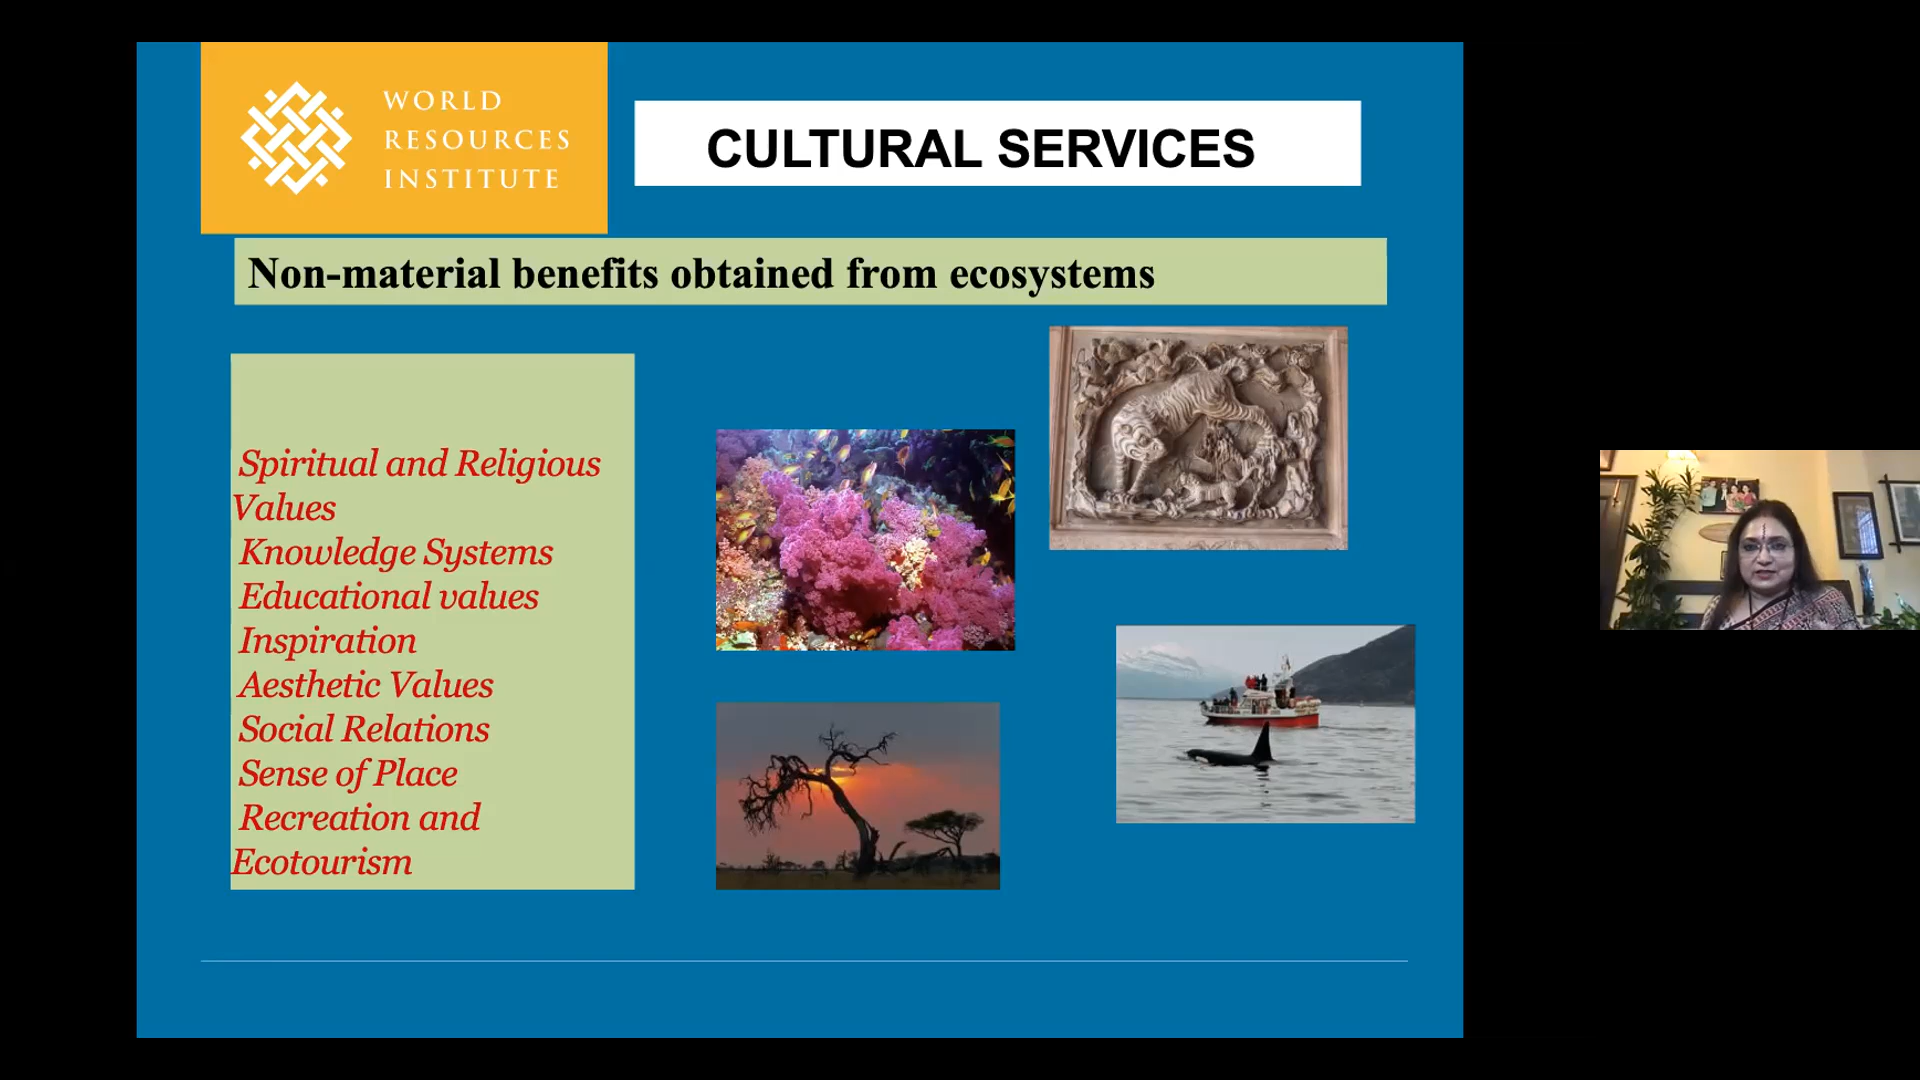 WORLD
RESOURCES
INSTITUTE
CULTURAL SERVICES
Non-material benefits obtained from ecosystems
Spiritual and Religious
Values
Knowledge Systems
Educational values
Inspiration
Aesthetic Values
Social Relations
Sense of Place
Recreation and
Ecotourism